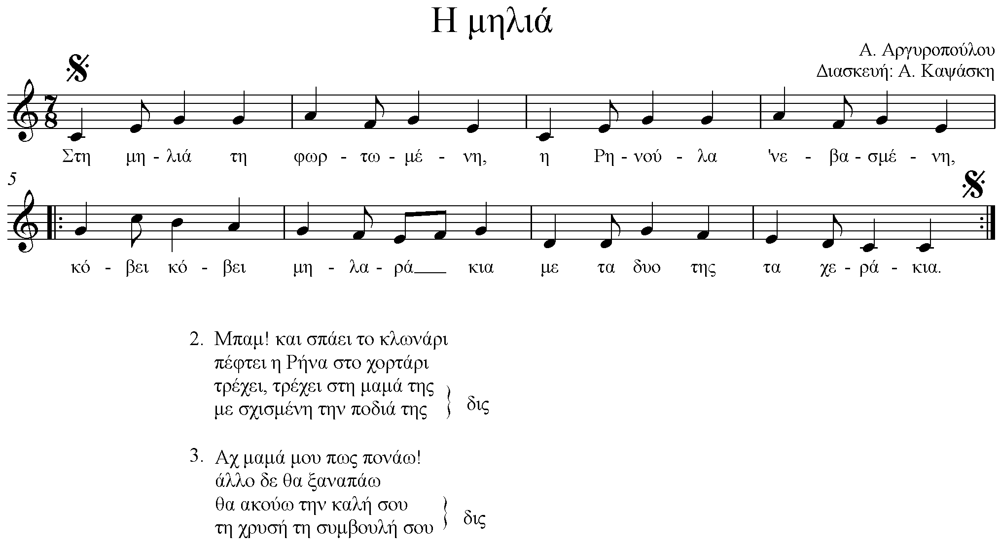 Η μηλιά
Α. Αργυροπούλου
Διασκευή: Α. Καψάσκη
7
8
Στη μη - λιά τη φωρ - τω - μέ - νη, η Ρη - νού - λα 'νε - βα - σμέ - νη,
5
κό - βει κό - βει μη - λα - ρά___ κια με τα δυο της τα χε - ρά - κια.
2. Μπαμ! και σπάει το κλωνάρι
πέφτει η Ρήνα στο χορτάρι
τρέχει, τρέχει στη μαμά της
με σχισμένη την ποδιά της
δις
3. Αχ μαμά μου πως πονάω!
άλλο δε θα ξαναπάω
θα ακούω την καλή σου
τη χρυσή τη συμβουλή σου
δις